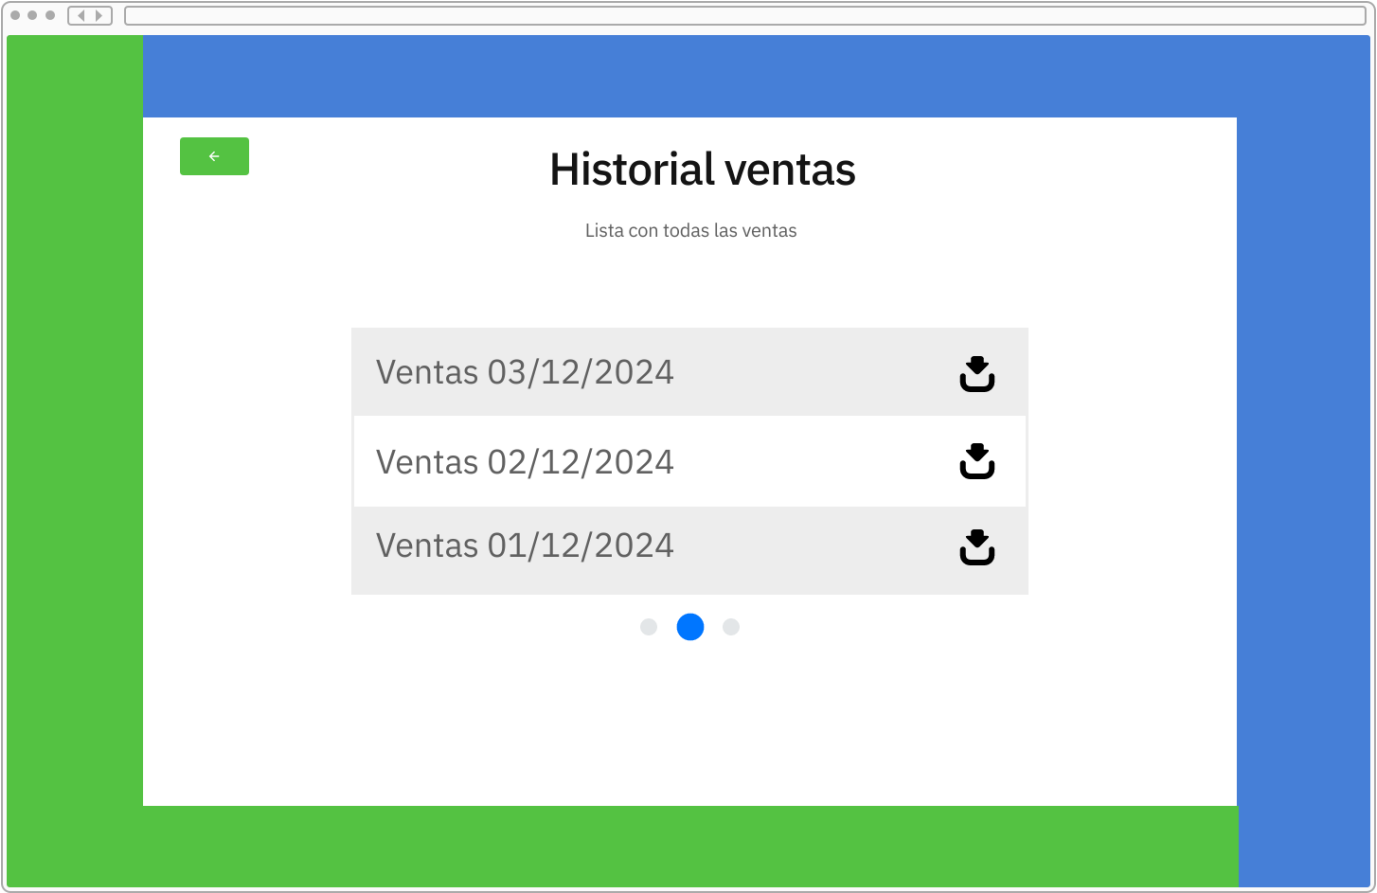 Historial ventas
Lista con todas las ventas
Ventas 03/12/2024
Ventas 02/12/2024
Ventas 01/12/2024